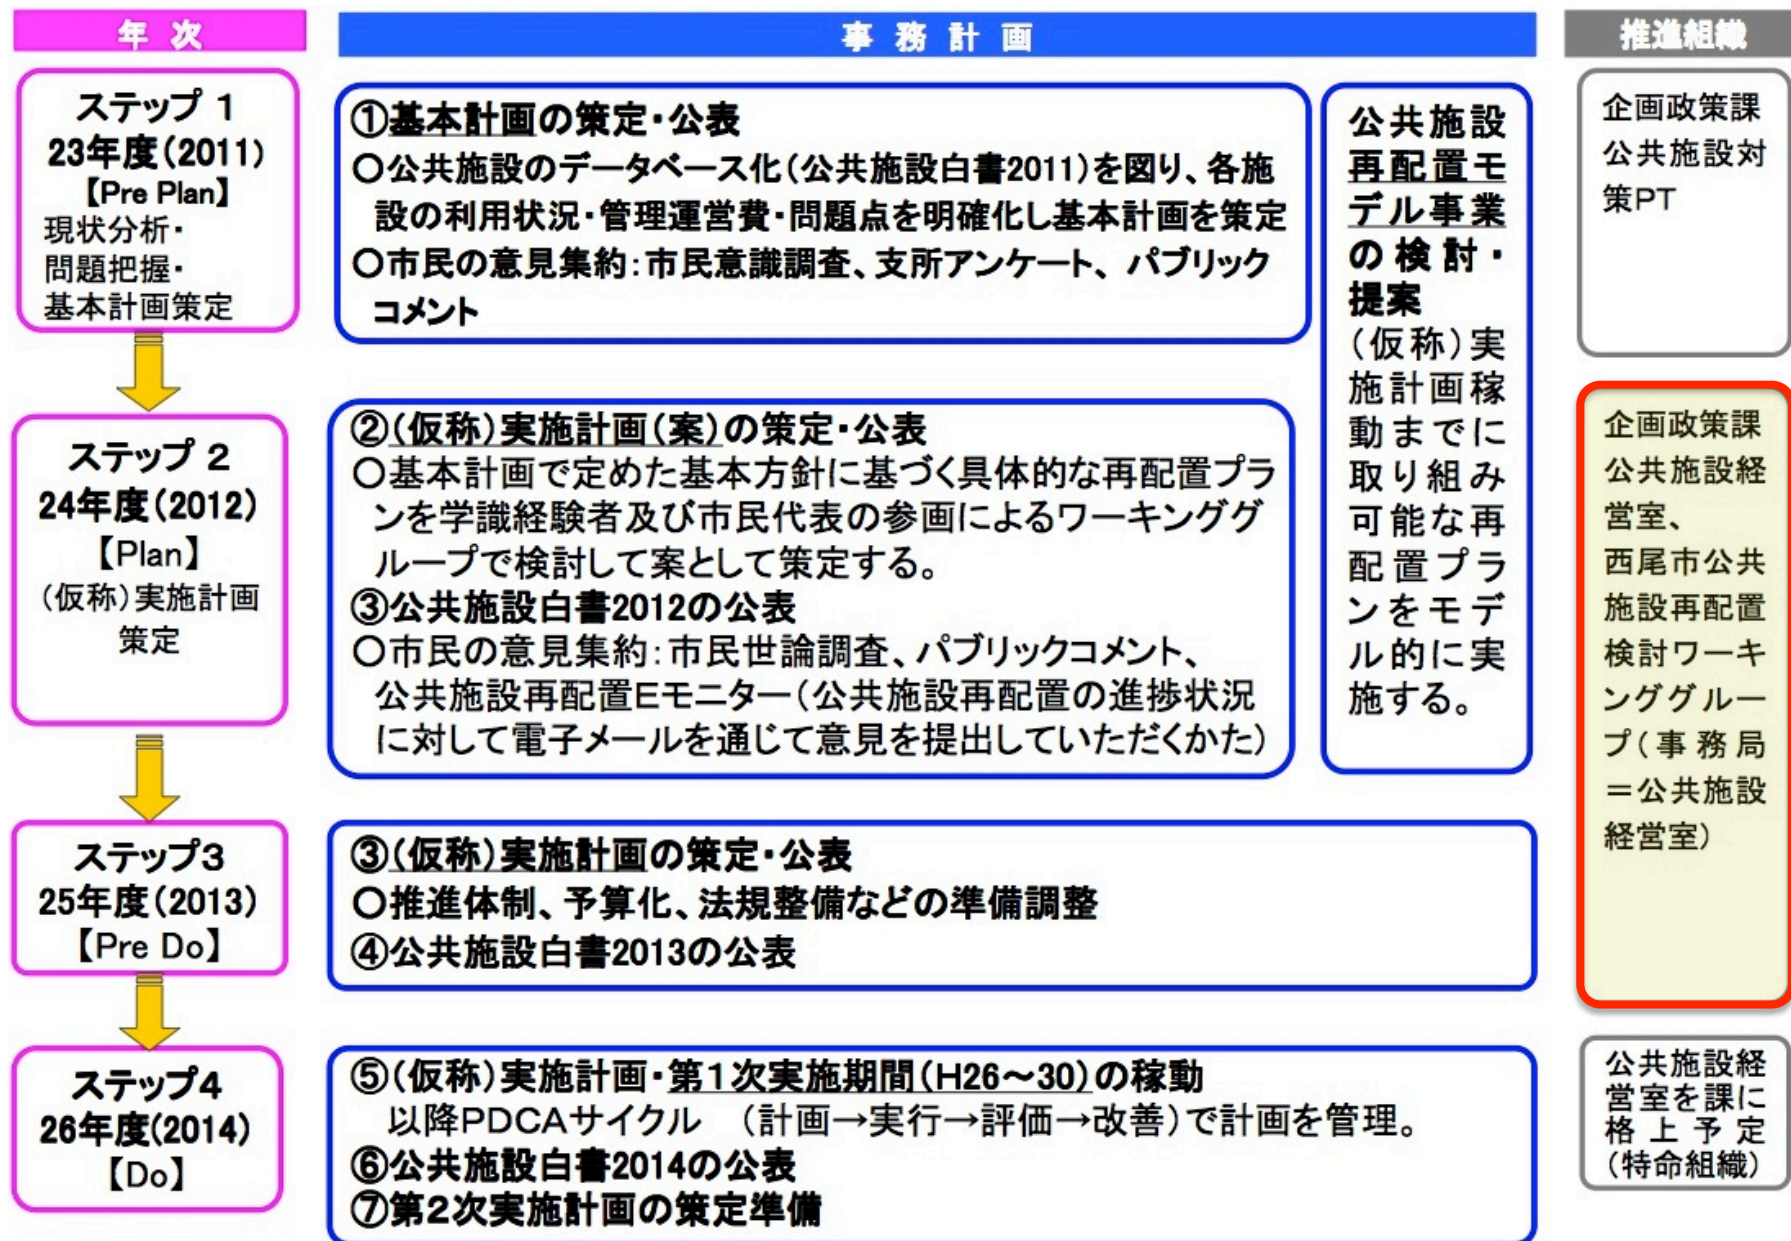 年次
事務計画
推進組織
ステップ 1
23年度(2011)
【Pre Plan】
現状分析・
問題把握・
基本計画策定
①基本計画の策定・公表
○公共施設のデータベース化(公共施設白書2011)を図り、各施
設の利用状況・管理運営費・問題点を明確化し基本計画を策定
○市民の意見集約:市民意識調査、支所アンケート、パブリック
コメント
公共施設
再配置モ
デル事業
の検討・
提案
(仮称)実
施計画稼
動までに
取り組み
可能な再
配置プラ
ンをモデ
ル的に実
施する。
企画政策課
公共施設対
策PT
ステップ 2
24年度(2012)
【Plan】
(仮称)実施計画
策定
②(仮称)実施計画(案)の策定・公表
○基本計画で定めた基本方針に基づく具体的な再配置プラ
ンを学識経験者及び市民代表の参画によるワーキンググ
ループで検討して案として策定する。
③公共施設白書2012の公表
○市民の意見集約:市民世論調査、パブリックコメント、
公共施設再配置Eモニター(公共施設再配置の進捗状況
に対して電子メールを通じて意見を提出していただくかた)
企画政策課
公共施設経
営室、
西尾市公共
施設再配置
検討ワーキ
ンググルー
プ(事務局
=公共施設
経営室)
ステップ3
25年度(2013)
【Pre Do】
③(仮称)実施計画の策定・公表
○推進体制、予算化、法規整備などの準備調整
④公共施設白書2013の公表
ステップ4
26年度(2014)
【Do】
⑤(仮称)実施計画・第1次実施期間(H26~30)の稼動
以降PDCAサイクル (計画→実行→評価→改善)で計画を管理。
⑥公共施設白書2014の公表
⑦第2次実施計画の策定準備
公共施設経
営室を課に
格上予定
(特命組織)